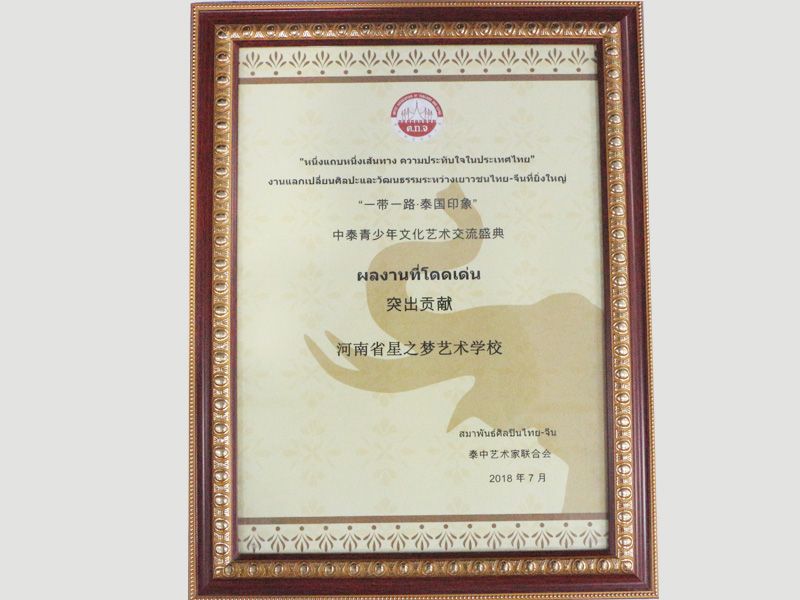 ส.ท.จ
"หนึ่งแถบหนึ่งเส้นทาง ความประทับใจในประเทศไทย"
งานแลกเปลี่ยนศิลปะและวัฒนธรรมระหว่างเยาวชนไทย-จีนที่ยิ่งใหญ่
“一带一路·泰国印象”
中泰青少年文化艺术交流盛典
ผลงานที่โดดเด่น
突出贡献
河南省星之梦艺术学校
สมาพันธ์ศิลปินไทย-จีน
泰中艺术家联合会
2018 年 7 月